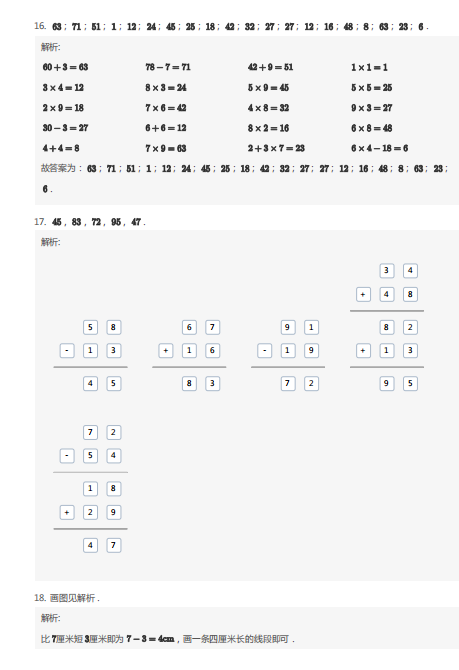 16. 63 ; 71 ; 51 ; 1 ; 12 ; 24 ; 45 ; 25 ; 18 ; 42 ; 32 ; 27 ; 27 ; 12 ; 16 ; 48 ; 8 ; 63 ; 23 ; 6 .
解析:
60 + 3 = 63 78 − 7 = 71 42 + 9 = 51 1 × 1 = 1
3 × 4 = 12 8 × 3 = 24 5 × 9 = 45 5 × 5 = 25
2 × 9 = 18 7 × 6 = 42 4 × 8 = 32 9 × 3 = 27
30 − 3 = 27 6 + 6 = 12 8 × 2 = 16 6 × 8 = 48
4 + 4 = 8 7 × 9 = 63 2 + 3 × 7 = 23 6 × 4 − 18 = 6
故答案为 : 63 ; 71 ; 51 ; 1 ; 12 ; 24 ; 45 ; 25 ; 18 ; 42 ; 32 ; 27 ; 27 ; 12 ; 16 ; 48 ; 8 ; 63 ; 23 ;
6 .
17. 45 , 83 , 72 , 95 , 47 .
解析:
3 4
+ 4 8
5 8 6 7 9 1 8 2
- 1 3 + 1 6 - 1 9 + 1 3
4 5 8 3 7 2 9 5
7 2
- 5 4
1 8
+ 2 9
4 7
18. 画图见解析 .
解析:
比 7厘米短 3厘米即为 7 − 3 = 4cm , 画一条四厘米长的线段即可 .